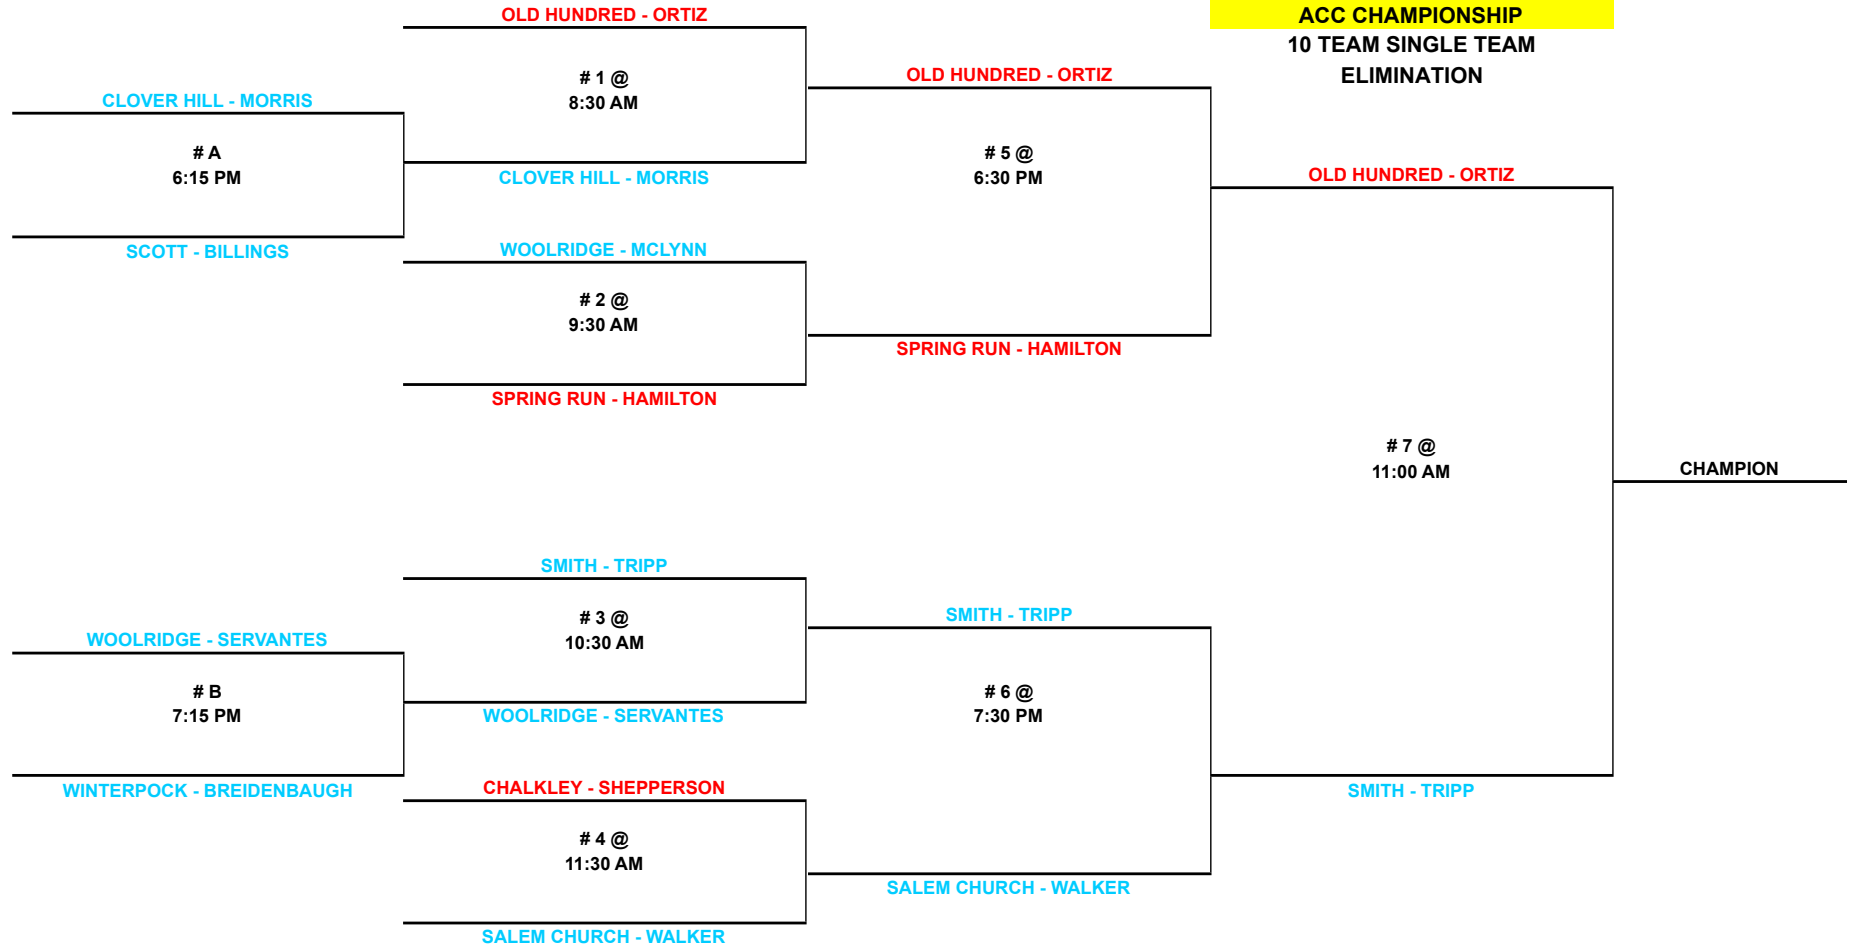 OLD HUNDRED - ORTIZ
ACC CHAMPIONSHIP
10 TEAM SINGLE TEAM
ELIMINATION
# 1 @
8:30 AM
OLD HUNDRED - ORTIZ
CLOVER HILL - MORRIS
# A
6:15 PM
# 5 @
6:30 PM
CLOVER HILL - MORRIS
OLD HUNDRED - ORTIZ
SCOTT - BILLINGS
WOOLRIDGE - MCLYNN
# 2 @
9:30 AM
SPRING RUN - HAMILTON
SPRING RUN - HAMILTON
# 7 @
11:00 AM
CHAMPION
SMITH - TRIPP
# 3 @
10:30 AM
SMITH - TRIPP
WOOLRIDGE - SERVANTES
# B
7:15 PM
# 6 @
7:30 PM
WOOLRIDGE - SERVANTES
WINTERPOCK - BREIDENBAUGH
CHALKLEY - SHEPPERSON
SMITH - TRIPP
# 4 @
11:30 AM
SALEM CHURCH - WALKER
SALEM CHURCH - WALKER